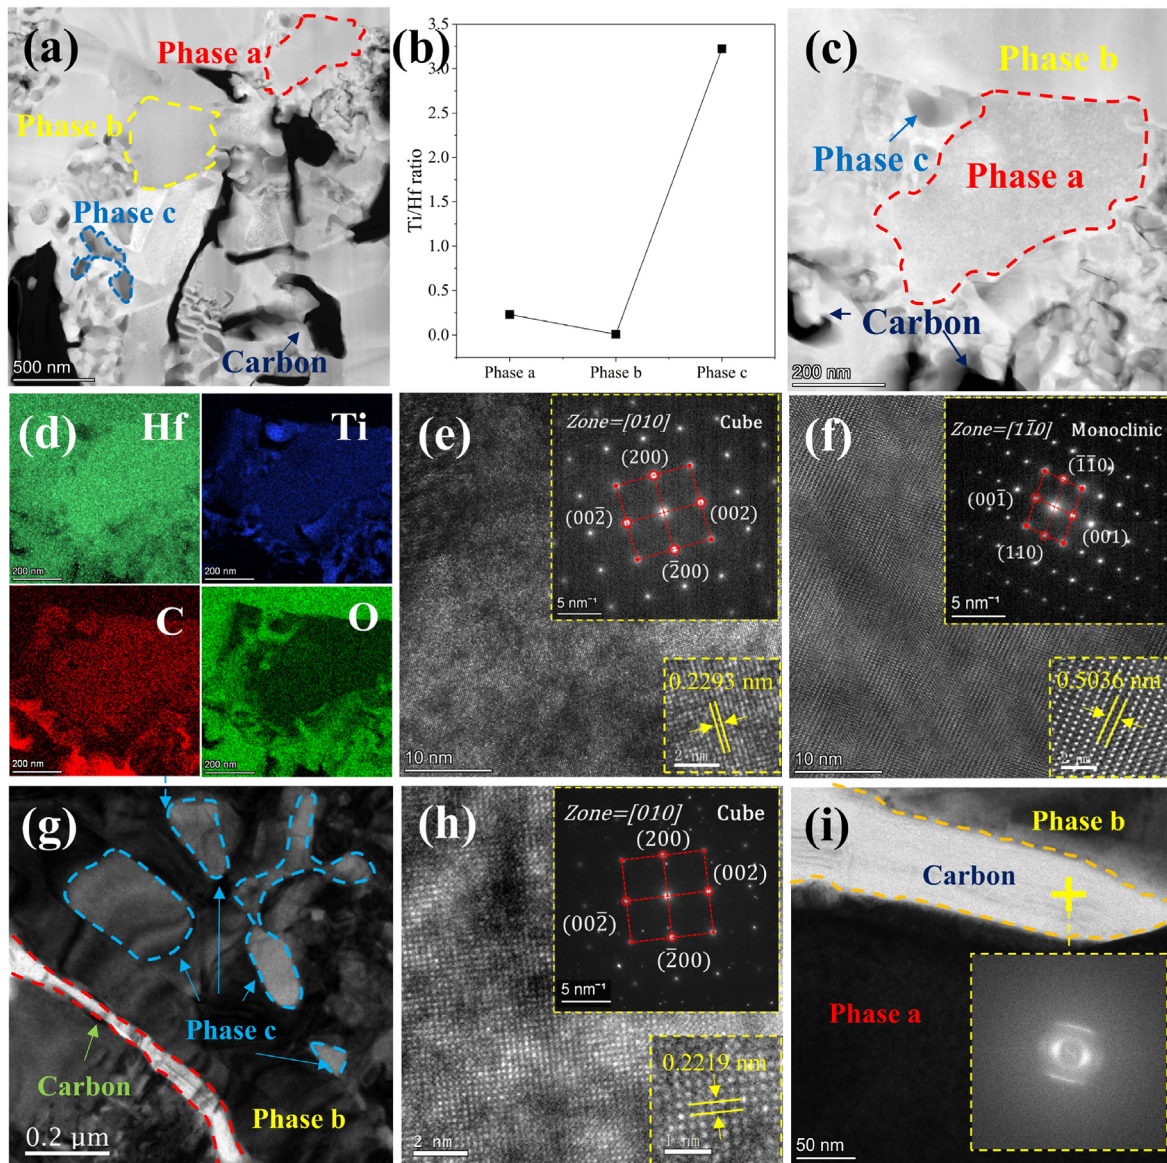 (a)
Phase a
Phase b
Phase c
Carbon
500 nm
(b)
Ti/Hf ratio
3.5
3.0
2.5
2.0
1.5
1.0
0.5
0.0
Phase a
Phase b
Phase c
(c)
Phase b
Phase c
Phase a
Carbon
200 nm
(d)
Hf
200 nm
Ti
200 nm
C
200 nm
O
200 nm
(e)
Zone=[010]
Cube
(200)
(002̅)
(002)
(2̅00)
5 nm⁻¹
0.2293 nm
2 nm
10 nm
(f)
Zone=[11̅0]
Monoclinic
(1̅1̅0)
(001̅)
(001)
(110)
5 nm⁻¹
0.5036 nm
10 nm
(g)
Phase c
Carbon
Phase b
0.2 μm
(h)
Zone=[010]
Cube
(200)
(002)
(002̅)
(2̅00)
5 nm⁻¹
0.2219 nm
1 nm
2 nm
(i)
Phase b
Carbon
Phase a
50 nm